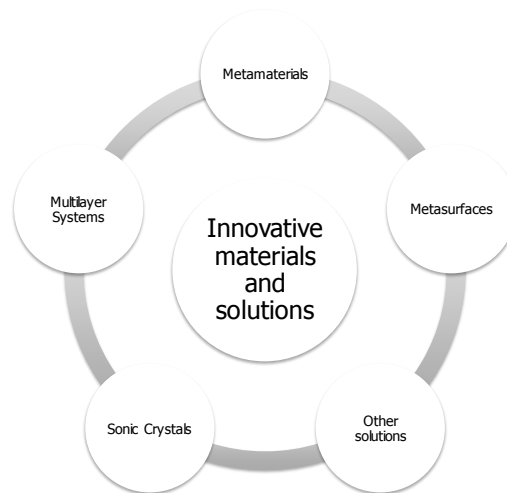 Metamaterials
Multilayer
Systems
Metasurfaces
Innovative
materials
and
solutions
Sonic Crystals
Other
solutions